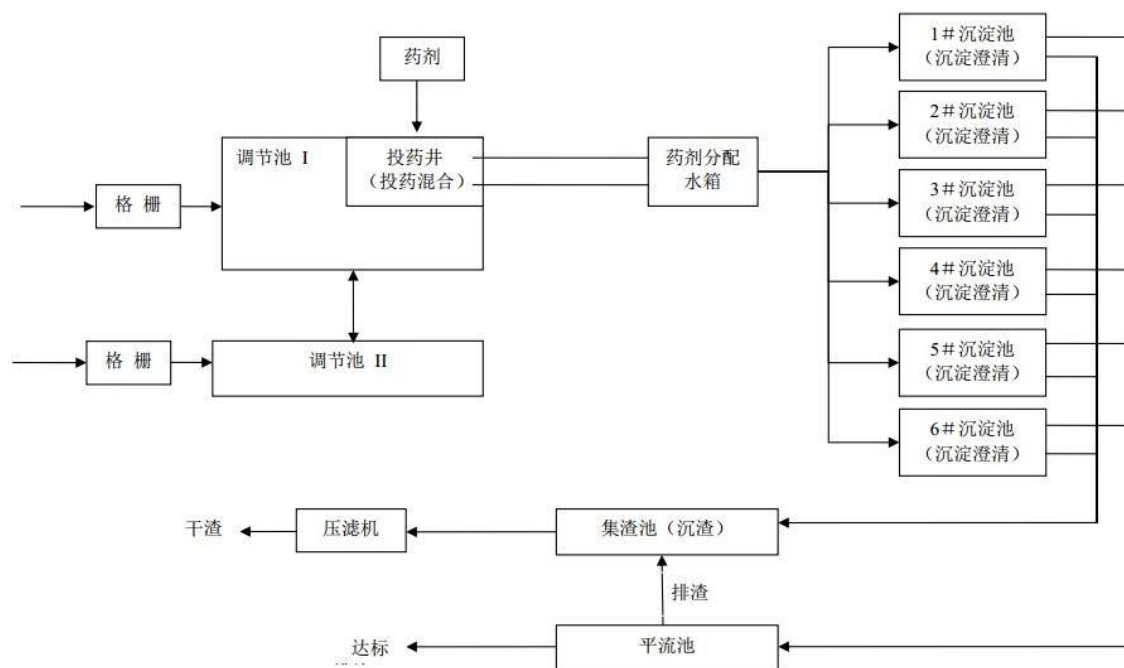 药剂
调节池 I
投药井
（投药混合）
药剂分配
水箱
格 栅
格 栅
调节池 II
1＃沉淀池
（沉淀澄清）
2＃沉淀池
（沉淀澄清）
3＃沉淀池
（沉淀澄清）
4＃沉淀池
（沉淀澄清）
5＃沉淀池
（沉淀澄清）
6＃沉淀池
（沉淀澄清）
干渣
压滤机
集渣池（沉渣）
排渣
达标
平流池